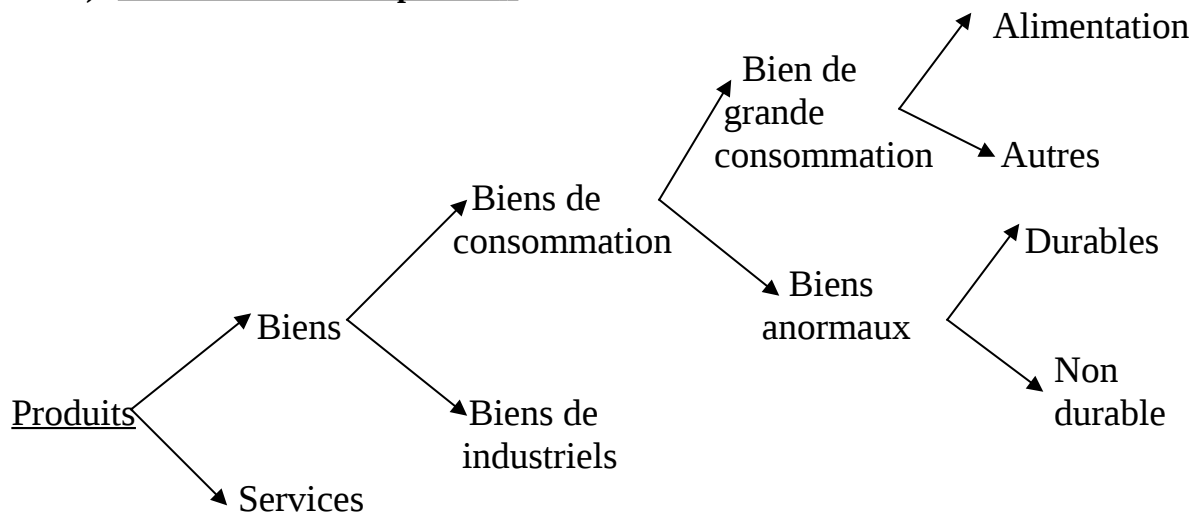 Produits
Biens
Services
Biens de
consommation
Biens de
industriels
Bien de
grande
consommation
Biens
anormaux
Alimentation
Autres
Durables
Non
durable